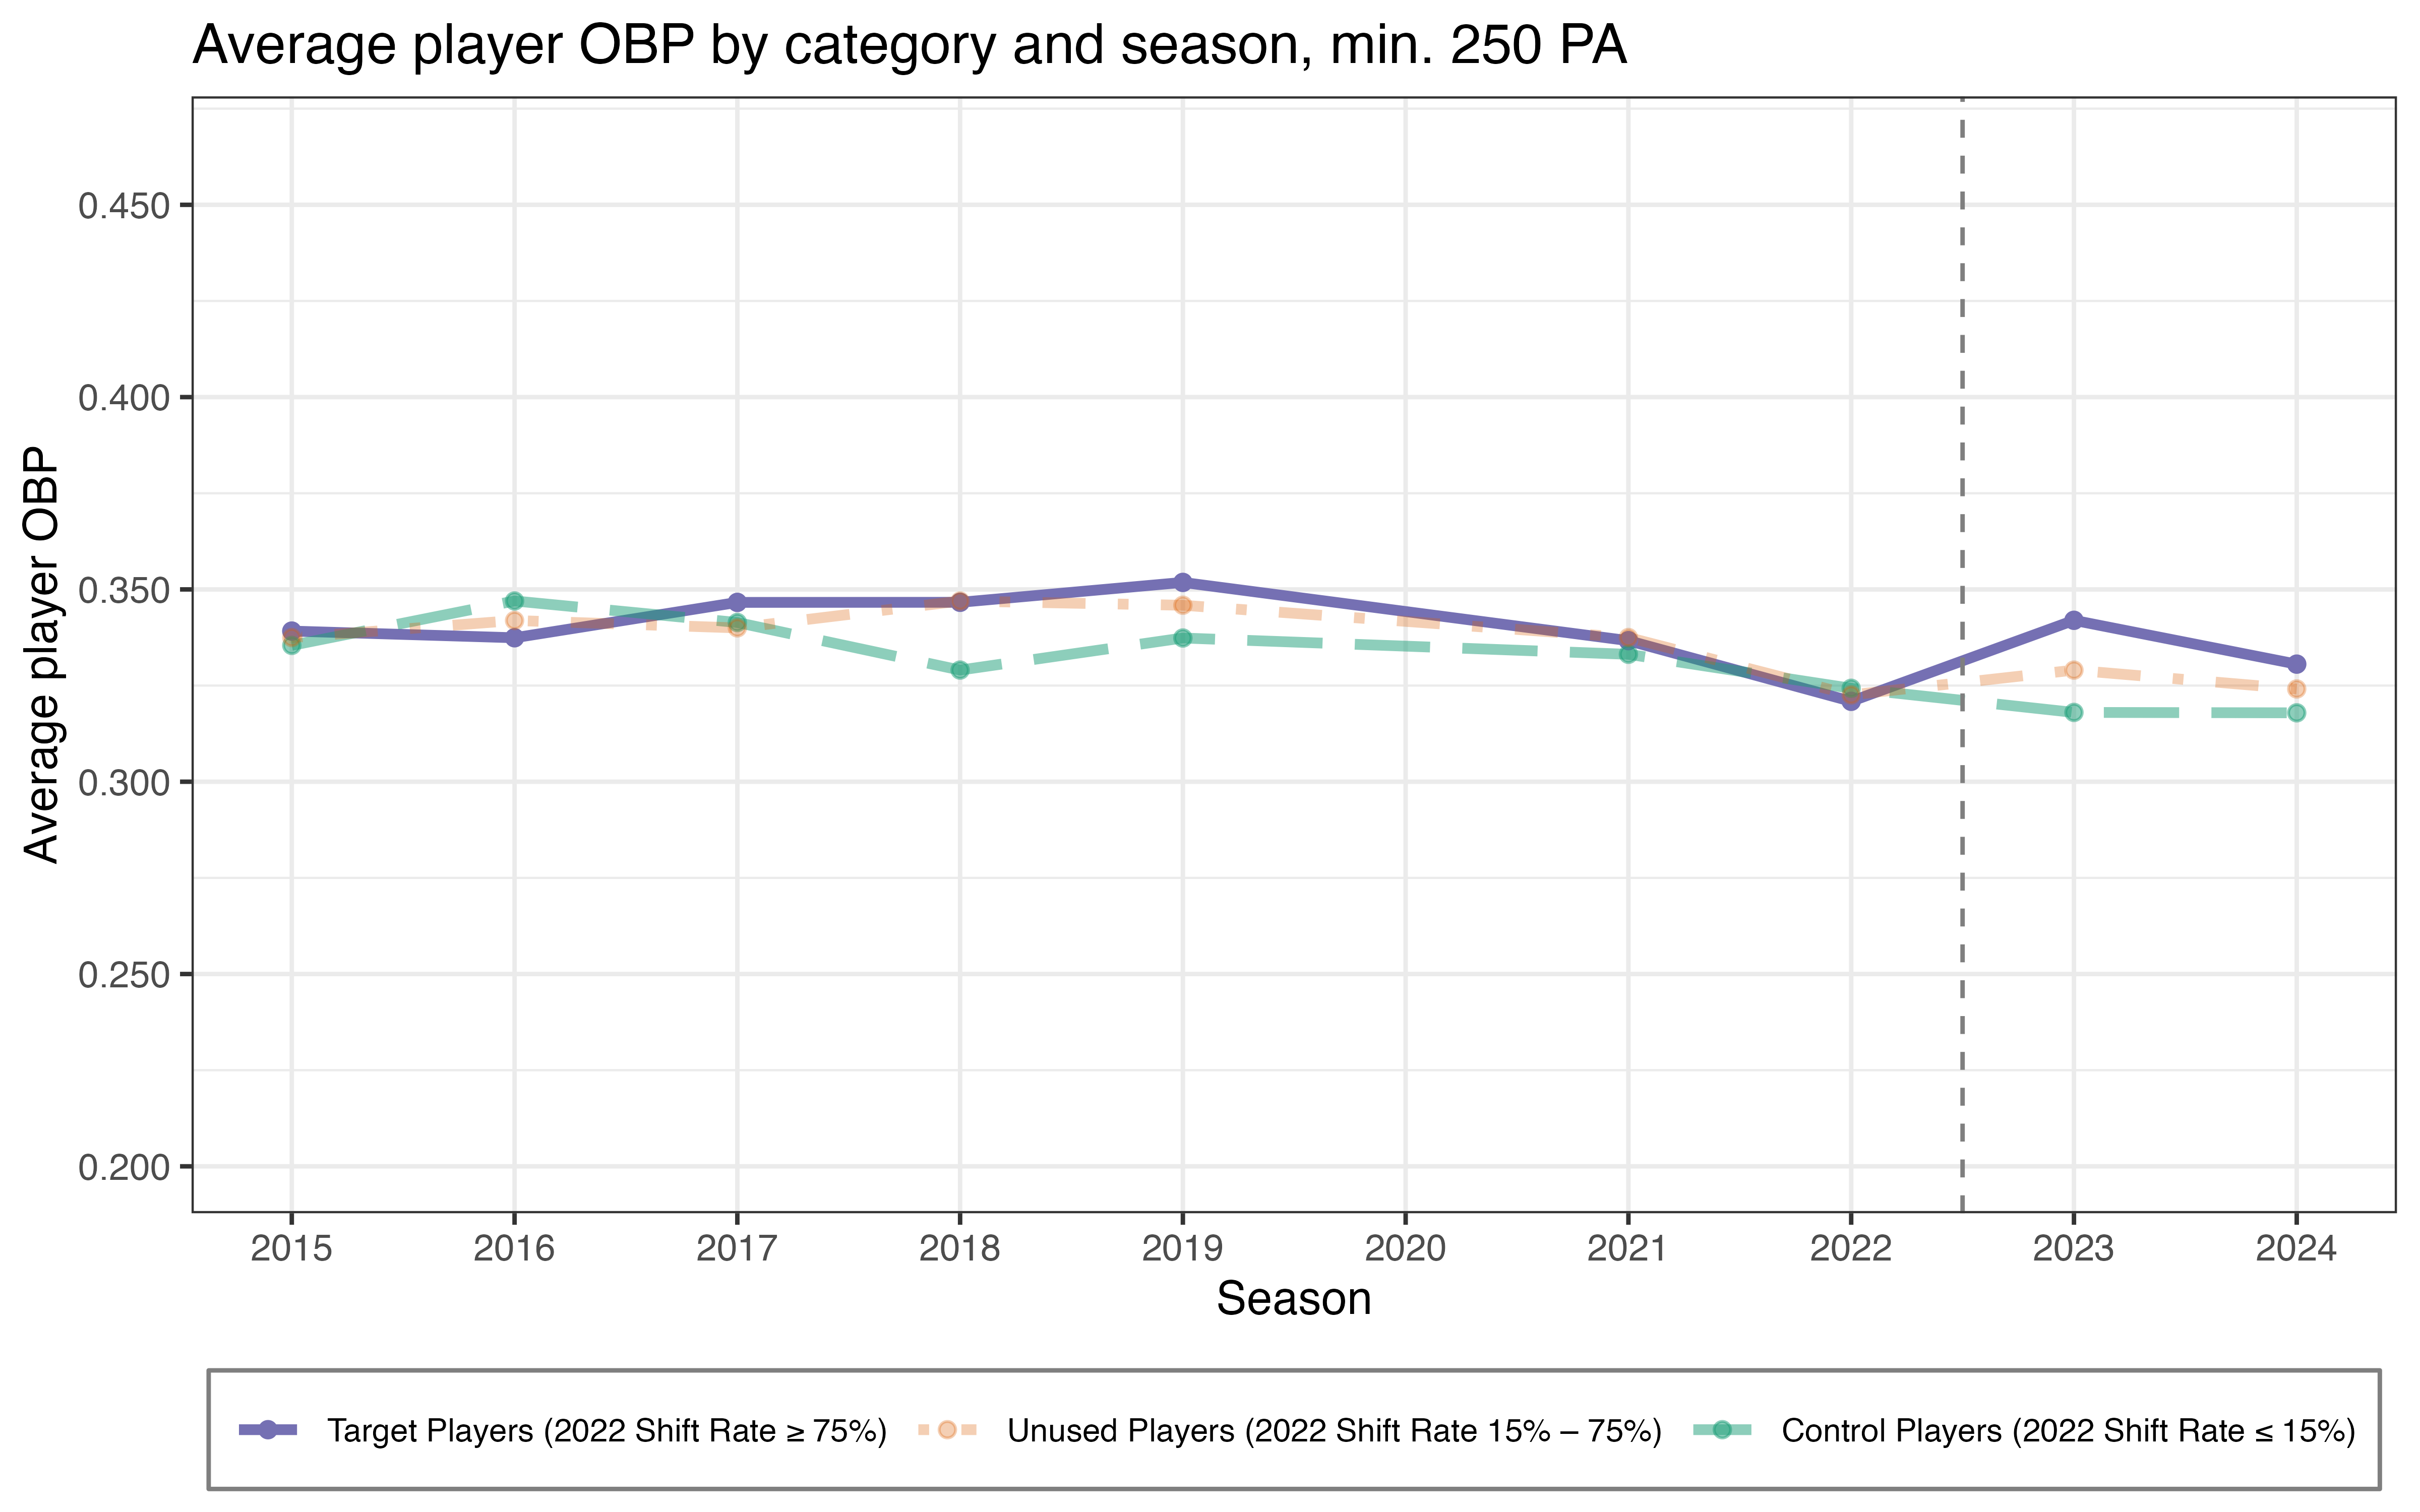 Average player OBP by category and season, min. 250 PA
Average player OBP
0.450
0.400
0.350
0.300
0.250
0.200
2015 2016 2017 2018 2019 2020 2021 2022 2023 2024
Season
Target Players (2022 Shift Rate ≥ 75%) Unused Players (2022 Shift Rate 15% – 75%) Control Players (2022 Shift Rate ≤ 15%)